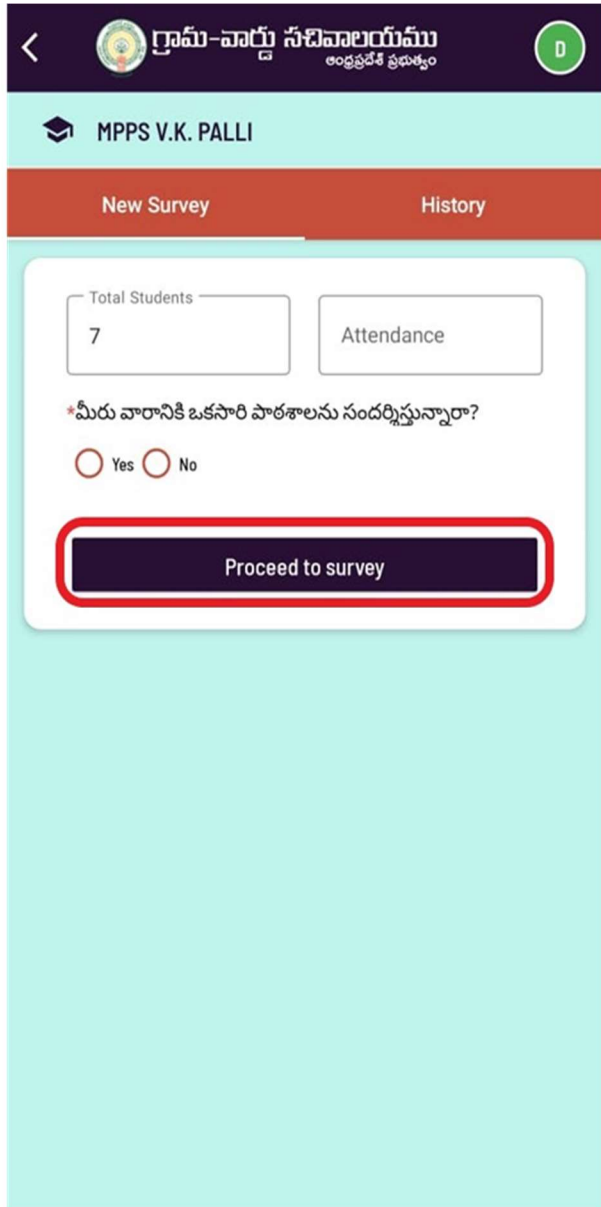 గ్రామ-వార్డు సచివాలయము
ఆంధ్రప్రదేశ్ ప్రభుత్వం
D
MPPS V.K. PALLI
New Survey
History
Total Students
7
Attendance
*మీరు వారానికి ఒకసారి పాఠశాలను సందర్శిస్తున్నారా?
Yes No
Proceed to survey